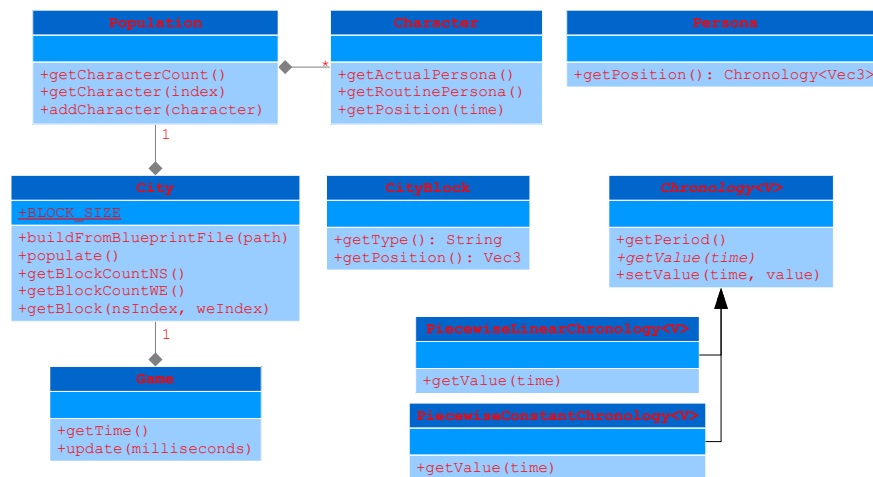 Population
+getCharacterCount()
+getCharacter(index)
+addCharacter(character)
*
Character
+getActualPersona()
+getRoutinePersona()
+getPosition(time)
Persona
+getPosition(): Chronology<Vec3>
1
City
+BLOCK_SIZE
+buildFromBlueprintFile(path)
+populate()
+getBlockCountNS()
+getBlockCountWE()
+getBlock(nsIndex, weIndex)
CityBlock
+getType(): String
+getPosition(): Vec3
Chronology<V>
+getPeriod()
+getValue(time)
+setValue(time, value)
1
Game
+getTime()
+update(milliseconds)
PiecewiseLinearChronology<V>
+getValue(time)
PiecewiseConstantChronology<V>
+getValue(time)